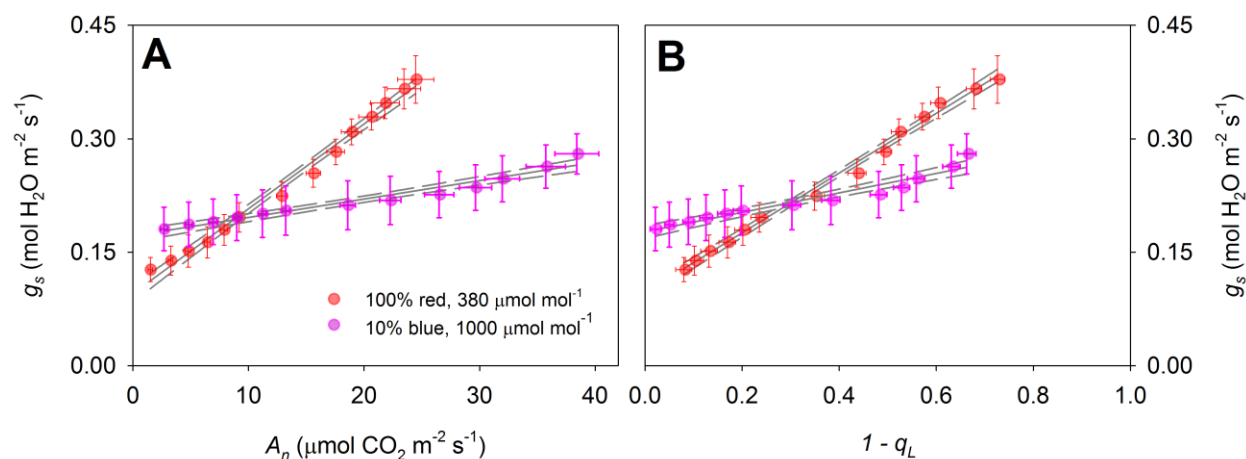 A
B
0.45
0.30
0.15
0.00
g_s (mol H₂O m⁻² s⁻¹)
100% red, 380 μmol mol⁻¹
10% blue, 1000 μmol mol⁻¹
0 10 20 30 40
A_n (μmol CO₂ m⁻² s⁻¹)
0.45
0.30
0.15
0.00
g_s (mol H₂O m⁻² s⁻¹)
0.0 0.2 0.4 0.6 0.8 1.0
1 - q_L